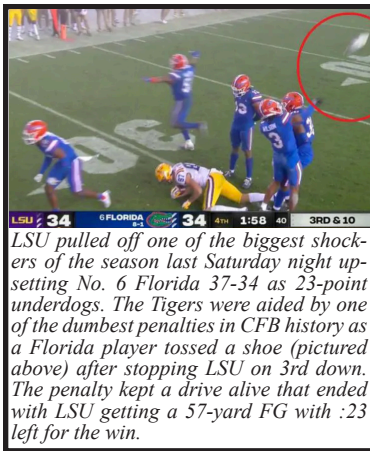 LSU 34 6 FLORIDA 8-1 34 4TH 1:58 40 3RD & 10
LSU pulled off one of the biggest shock-
ers of the season last Saturday night up-
setting No. 6 Florida 37-34 as 23-point
underdogs. The Tigers were aided by one
of the dumbest penalties in CFB history as
a Florida player tossed a shoe (pictured
above) after stopping LSU on 3rd down.
The penalty kept a drive alive that ended
with LSU getting a 57-yard FG with :23
left for the win.